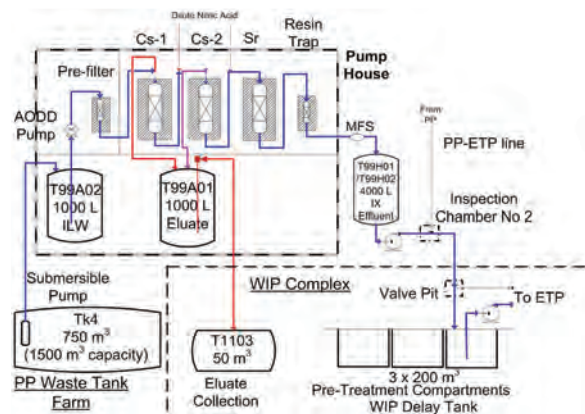 Dilute Nitric Acid
Cs-1
Cs-2
Sr
Resin
Trap
Pump
House
Pre-filter
AODD
Pump
MFS
From
PP
PP-ETP line
T99A02
1000 L
ILW
T99A01
1000 L
Eluate
T99H01
/T99H02
4000 L
IX
Effluent
Inspection
Chamber No 2
Submersible
Pump
WIP Complex
Valve Pit
To ETP
Tk4
750 m³
(1500 m³ capacity)
T1103
50 m³
PP Waste Tank
Farm
Eluate
Collection
3 x 200 m³
Pre-Treatment Compartments
WIP Delay Tank